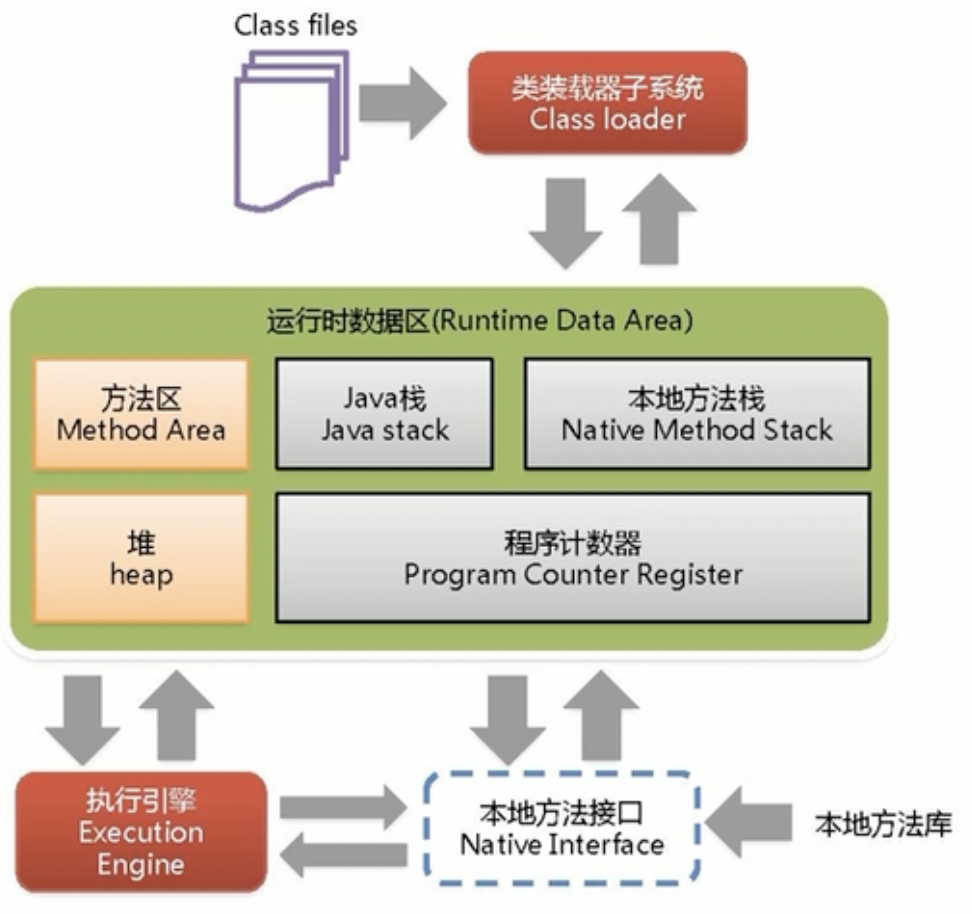 Class files
类装载器子系统
Class loader
运行时数据区(Runtime Data Area)
方法区
Method Area
Java栈
Java stack
本地方法栈
Native Method Stack
堆
heap
程序计数器
Program Counter Register
执行引擎
Execution
Engine
本地方法接口
Native Interface
本地方法库